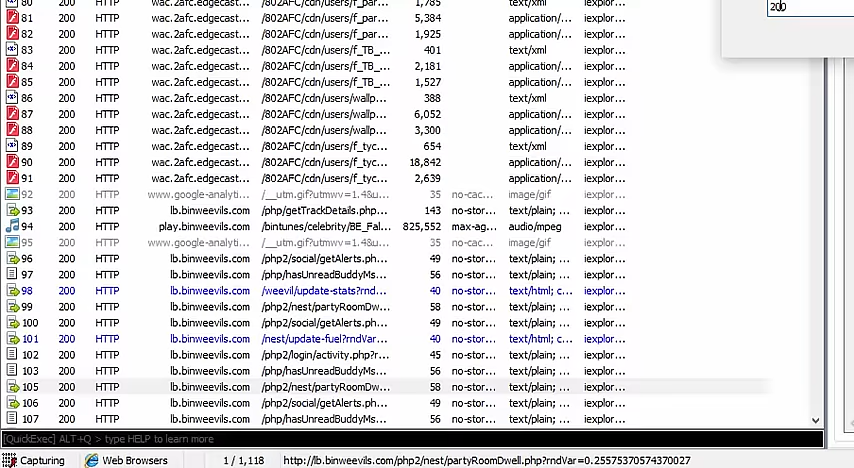 80 200 HTTP wac.2afc.edgecast... /802AFC/cdn/users/f_par... 1,785 text/xml iexplor...
81 200 HTTP wac.2afc.edgecast... /802AFC/cdn/users/f_par... 5,384 application/... iexplor...
82 200 HTTP wac.2afc.edgecast... /802AFC/cdn/users/f_par... 1,925 application/... iexplor...
83 200 HTTP wac.2afc.edgecast... /802AFC/cdn/users/f_TB_... 401 text/xml iexplor...
84 200 HTTP wac.2afc.edgecast... /802AFC/cdn/users/f_TB_... 2,181 application/... iexplor...
85 200 HTTP wac.2afc.edgecast... /802AFC/cdn/users/f_TB_... 1,527 application/... iexplor...
86 200 HTTP wac.2afc.edgecast... /802AFC/cdn/users/wallp... 388 text/xml iexplor...
87 200 HTTP wac.2afc.edgecast... /802AFC/cdn/users/wallp... 6,052 application/... iexplor...
88 200 HTTP wac.2afc.edgecast... /802AFC/cdn/users/wallp... 3,300 application/... iexplor...
89 200 HTTP wac.2afc.edgecast... /802AFC/cdn/users/f_tyc... 654 text/xml iexplor...
90 200 HTTP wac.2afc.edgecast... /802AFC/cdn/users/f_tyc... 18,842 application/... iexplor...
91 200 HTTP wac.2afc.edgecast... /802AFC/cdn/users/f_tyc... 2,639 application/... iexplor...
92 200 HTTP www.google-analyti... /__utm.gif?utmwv=1.4&u... 35 no-cac... image/gif iexplor...
93 200 HTTP lb.binweevils.com /php/getTrackDetails.php... 143 no-stor... text/plain; ... iexplor...
94 200 HTTP play.binweevils.com /bintunes/celebrity/BE_Fal... 825,552 max-ag... audio/mpeg iexplor...
95 200 HTTP www.google-analyti... /__utm.gif?utmwv=1.4&u... 35 no-cac... image/gif iexplor...
96 200 HTTP lb.binweevils.com /php2/social/getAlerts.ph... 49 no-stor... text/plain; ... iexplor...
97 200 HTTP lb.binweevils.com /php/hasUnreadBuddyMs... 56 no-stor... text/plain; ... iexplor...
98 200 HTTP lb.binweevils.com /weevil/update-stats?rnd... 40 no-stor... text/html; c... iexplor...
99 200 HTTP lb.binweevils.com /php2/nest/partyRoomDw... 58 no-stor... text/plain; ... iexplor...
100 200 HTTP lb.binweevils.com /php2/social/getAlerts.ph... 49 no-stor... text/plain; ... iexplor...
101 200 HTTP lb.binweevils.com /nest/update-fuel?rndVar... 40 no-stor... text/html; c... iexplor...
102 200 HTTP lb.binweevils.com /php2/login/activity.php?r... 45 no-stor... text/plain; ... iexplor...
103 200 HTTP lb.binweevils.com /php/hasUnreadBuddyMs... 56 no-stor... text/plain; ... iexplor...
105 200 HTTP lb.binweevils.com /php2/nest/partyRoomDw... 58 no-stor... text/plain; ... iexplor...
106 200 HTTP lb.binweevils.com /php2/social/getAlerts.ph... 49 no-stor... text/plain; ... iexplor...
107 200 HTTP lb.binweevils.com /php/hasUnreadBuddyMs... 56 no-stor... text/plain; ... iexplor...
200
[QuickExec] ALT+Q > type HELP to learn more
Capturing Web Browsers 1 / 1,118 http://lb.binweevils.com/php2/nest/partyRoomDwell.php?rndVar=0.25575370574370027